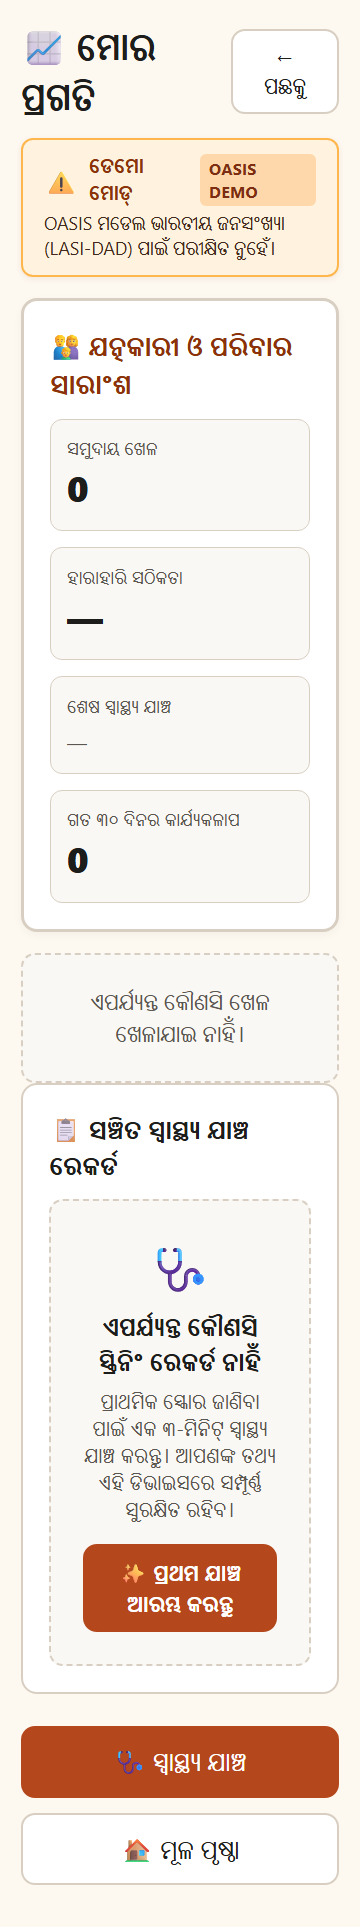 📈 ମୋର
ପ୍ରଗତି
←
ପଛକୁ
⚠️ ଡେମୋ
ମୋଡ୍
OASIS
DEMO
OASIS ମଡେଲ ଭାରତୀୟ ଜନସଂଖ୍ୟା
(LASI-DAD) ପାଇଁ ପରୀକ୍ଷିତ ନୁହେଁ।
👨‍👩‍👦 ଯତ୍ନକାରୀ ଓ ପରିବାର
ସାରାଂଶ
ସମୁଦାୟ ଖେଳ
0
ହାରାହାରି ସଠିକତା
—
ଶେଷ ସ୍ୱାସ୍ଥ୍ୟ ଯାଞ୍ଚ
—
ଗତ ୩୦ ଦିନର କାର୍ଯ୍ୟକଳାପ
0
ଏପର୍ଯ୍ୟନ୍ତ କୌଣସି ଖେଳ
ଖେଳାଯାଇ ନାହିଁ।
📋 ସଞ୍ଚିତ ସ୍ୱାସ୍ଥ୍ୟ ଯାଞ୍ଚ
ରେକର୍ଡ
🩺
ଏପର୍ଯ୍ୟନ୍ତ କୌଣସି
ସ୍କ୍ରିନିଂ ରେକର୍ଡ ନାହିଁ
ପ୍ରାଥମିକ ସ୍କୋର ଜାଣିବା
ପାଇଁ ଏକ ୩-ମିନିଟ୍ ସ୍ୱାସ୍ଥ୍ୟ
ଯାଞ୍ଚ କରନ୍ତୁ। ଆପଣଙ୍କ ତଥ୍ୟ
ଏହି ଡିଭାଇସରେ ସମ୍ପୂର୍ଣ୍ଣ
ସୁରକ୍ଷିତ ରହିବ।
✨ ପ୍ରଥମ ଯାଞ୍ଚ
ଆରମ୍ଭ କରନ୍ତୁ
🩺 ସ୍ୱାସ୍ଥ୍ୟ ଯାଞ୍ଚ
🏠 ମୂଳ ପୃଷ୍ଠା